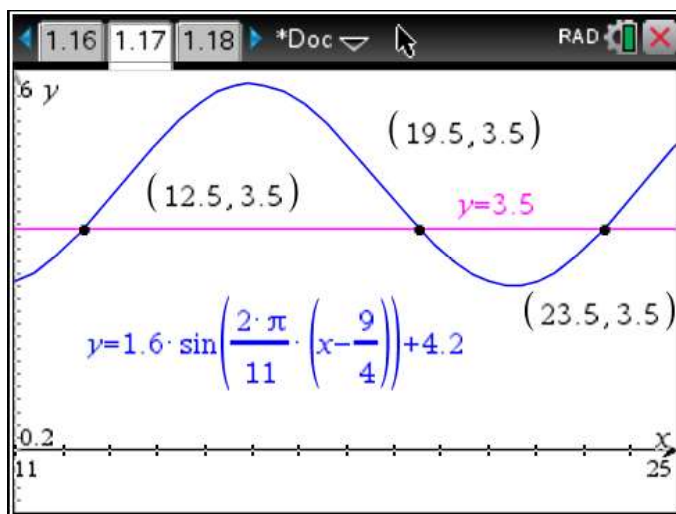 1.16 1.17 1.18 *Doc RAD
6 y
(19.5,3.5)
(12.5,3.5)
y=3.5
(23.5,3.5)
y=1.6·sin(2·π/11·(x-9/4))+4.2
0.2
x
11
25